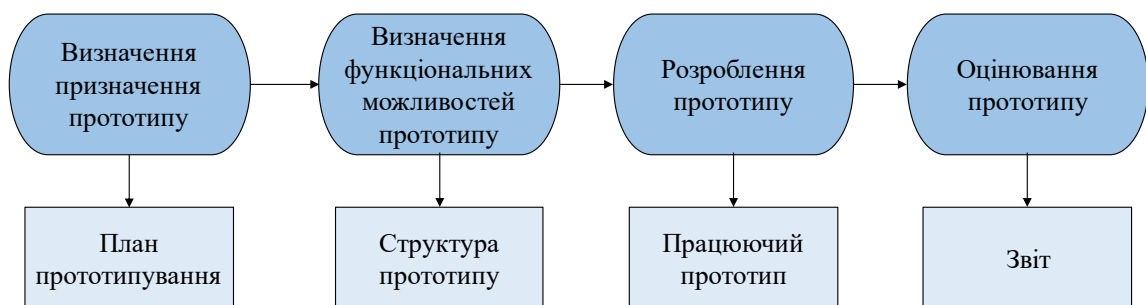 Визначення
призначення
прототипу
Визначення
функціональних
можливостей
прототипу
Розроблення
прототипу
Оцінювання
прототипу
План
прототипування
Структура
прототипу
Працюючий
прототип
Звіт